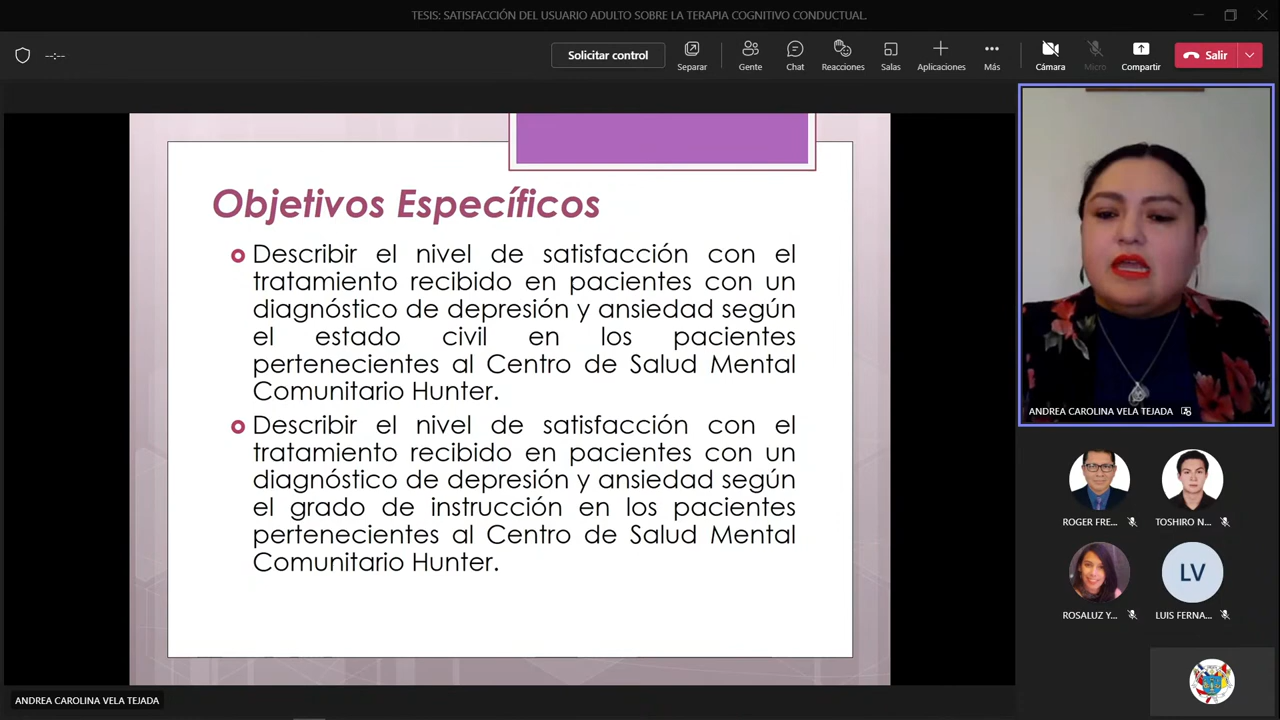 TESIS: SATISFACCIÓN DEL USUARIO ADULTO SOBRE LA TERAPIA COGNITIVO CONDUCTUAL.
--:--
Solicitar control
Separar
Gente
Chat
Reacciones
Salas
Aplicaciones
Más
Cámara
Micro
Compartir
Salir
Objetivos Específicos
Describir el nivel de satisfacción con el
tratamiento recibido en pacientes con un
diagnóstico de depresión y ansiedad según
el estado civil en los pacientes
pertenecientes al Centro de Salud Mental
Comunitario Hunter.
Describir el nivel de satisfacción con el
tratamiento recibido en pacientes con un
diagnóstico de depresión y ansiedad según
el grado de instrucción en los pacientes
pertenecientes al Centro de Salud Mental
Comunitario Hunter.
ANDREA CAROLINA VELA TEJADA
ROGER FRE...
TOSHIRO N...
LV
ROSALUZ Y...
LUIS FERNA...
ANDREA CAROLINA VELA TEJADA